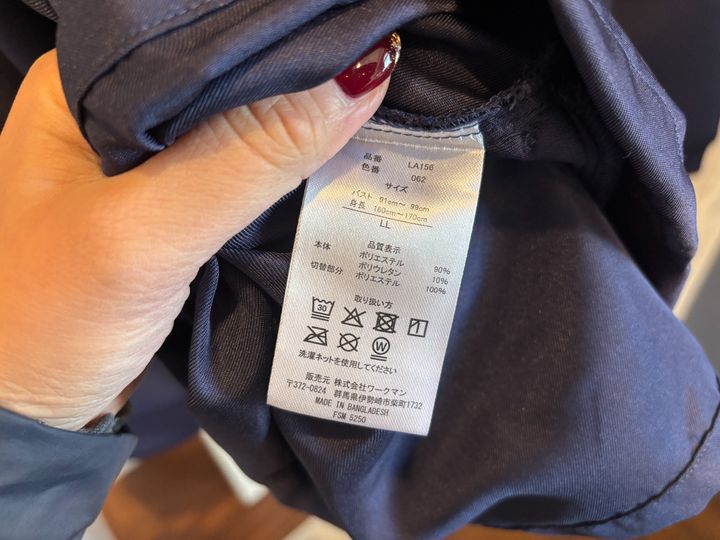 品番 LA156
色番 062
サイズ
バスト 91cm～ 99cm
身長 160cm～170cm
LL
品質表示
本体 ポリエステル 90%
ポリウレタン 10%
切替部分 ポリエステル 100%
取り扱い方
30
W
洗濯ネットを使用してください
販売元 株式会社ワークマン
〒372-0824 群馬県伊勢崎市柴町1732
MADE IN BANGLADESH
FSM 5250